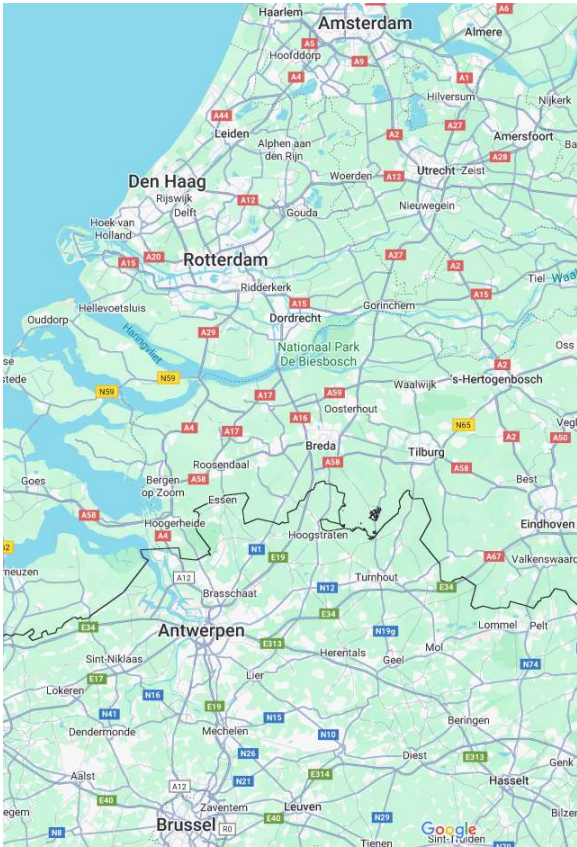 Amsterdam
A6
Haarlem
Almere
A5
Hoofddorp
A9
A4
A1
Hilversum
Nijkerk
A44
A27
Leiden
A2
Amersfoort
Alphen aan
den Rijn
A28
Utrecht
Zeist
Woerden
A12
Den Haag
Rijswijk
A12
Delft
Gouda
Nieuwegein
Hoek van
Holland
A20
A15
Rotterdam
A27
A2
Tiel
Ridderkerk
A15
A15
Gorinchem
Hellevoetsluis
Dordrecht
Ouddorp
Haringvliet
A29
Nationaal Park
De Biesbosch
Oss
A2
N59
N59
Waalwijk
's-Hertogenbosch
A17
A59
Oosterhout
A16
A4
A17
N65
A2
A50
Breda
Tilburg
Roosendaal
A58
A58
Bergen
op Zoom
A58
Best
Goes
Essen
A58
Hoogerheide
Eindhoven
A4
Hoogstraten
N1
E19
A67
Valkenswaard
A12
Turnhout
N12
E34
Brasschaat
E34
E34
Antwerpen
N19g
Lommel
Pelt
E313
Mol
Sint-Niklaas
Herentals
Geel
N74
E17
Lier
Lokeren
N16
E19
N41
N15
Beringen
Dendermonde
Mechelen
N10
N26
Diest
E313
Aalst
Genk
A12
N21
E314
Hasselt
E40
Zaventem
Leuven
Brussel
R0
E40
N29
N8
Google
Tienen
Sint-Truiden